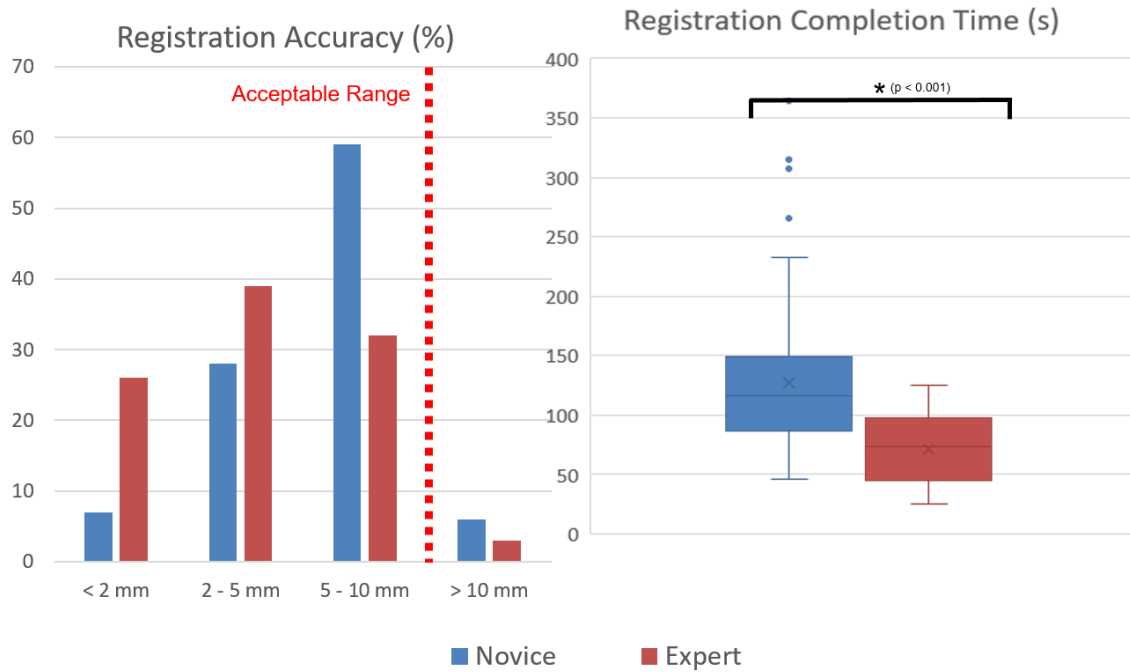 Registration Accuracy (%)
70
60
50
40
30
20
10
0
Acceptable Range
< 2 mm
2 - 5 mm
5 - 10 mm
> 10 mm
Registration Completion Time (s)
400
350
300
250
200
150
100
50
0
* (p < 0.001)
Novice
Expert